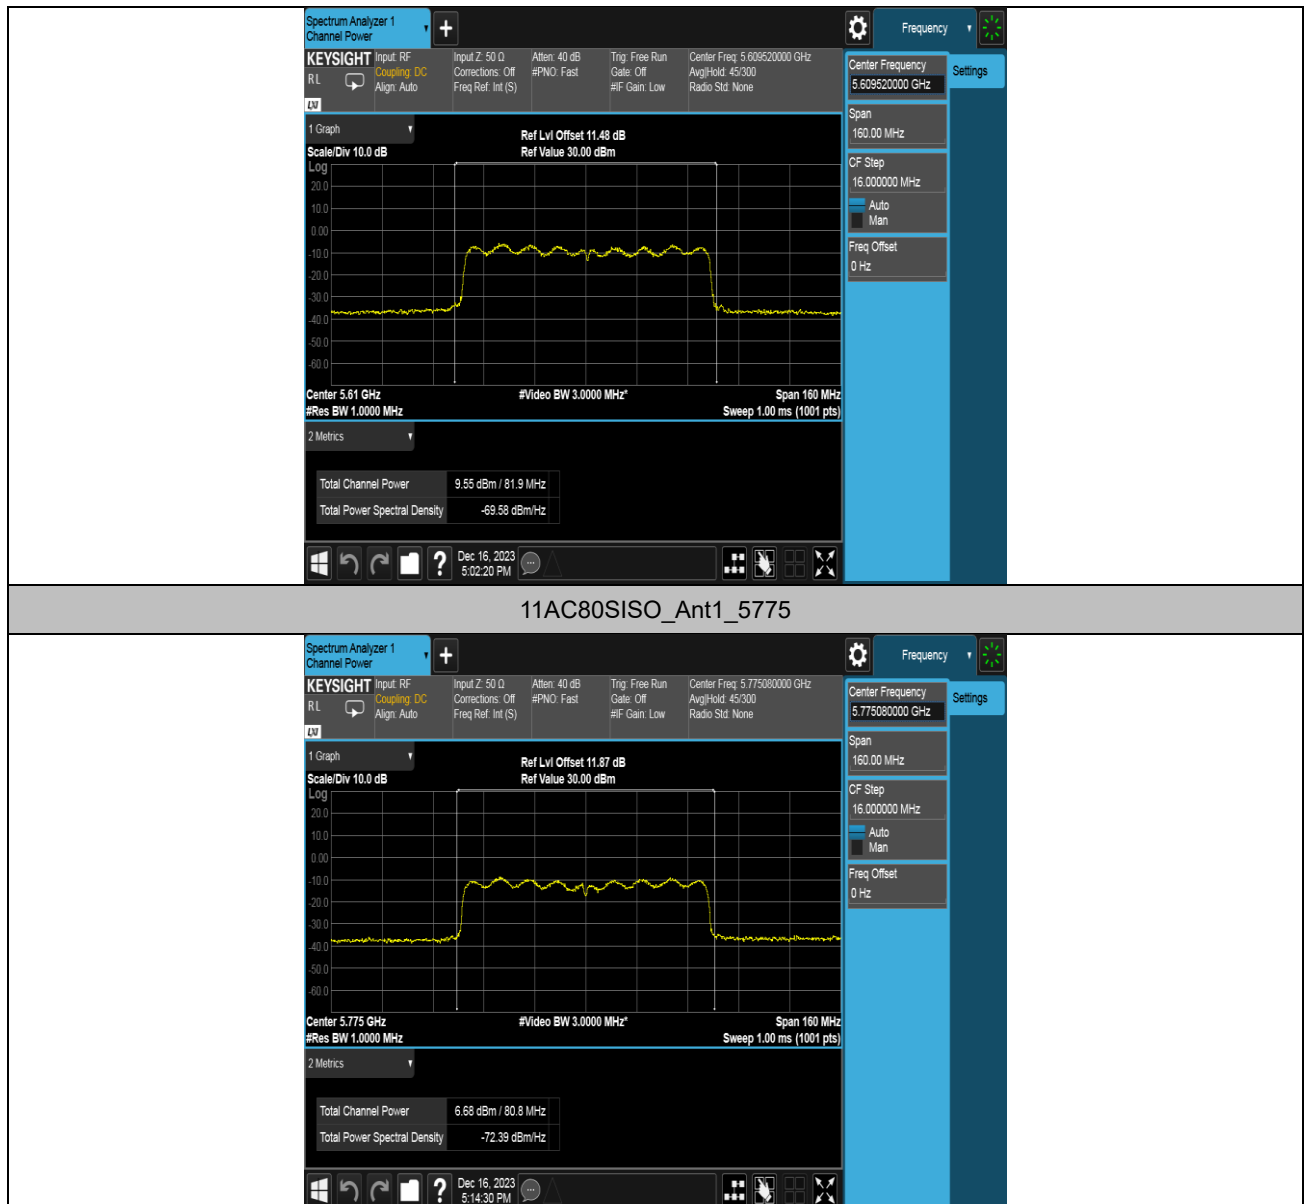 Spectrum Analyzer 1
Channel Power
Frequency
KEYSIGHT
RL
LXI
Input: RF
Coupling: DC
Align: Auto
Input Z: 50 Ω
Corrections: Off
Freq Ref: Int (S)
Atten: 40 dB
#PNO: Fast
Trig: Free Run
Gate: Off
#IF Gain: Low
Center Freq: 5.609520000 GHz
Avg|Hold: 45/300
Radio Std: None
Center Frequency
5.609520000 GHz
Settings
Span
160.00 MHz
CF Step
16.000000 MHz
Auto
Man
Freq Offset
0 Hz
1 Graph
Scale/Div 10.0 dB
Ref Lvl Offset 11.48 dB
Ref Value 30.00 dBm
Log
20.0
10.0
0.00
-10.0
-20.0
-30.0
-40.0
-50.0
-60.0
Center 5.61 GHz
#Video BW 3.0000 MHz*
Span 160 MHz
#Res BW 1.0000 MHz
Sweep 1.00 ms (1001 pts)
2 Metrics
Total Channel Power 9.55 dBm / 81.9 MHz
Total Power Spectral Density -69.58 dBm/Hz
?
Dec 16, 2023
5:02:20 PM
11AC80SISO_Ant1_5775
Spectrum Analyzer 1
Channel Power
Frequency
KEYSIGHT
RL
LXI
Input: RF
Coupling: DC
Align: Auto
Input Z: 50 Ω
Corrections: Off
Freq Ref: Int (S)
Atten: 40 dB
#PNO: Fast
Trig: Free Run
Gate: Off
#IF Gain: Low
Center Freq: 5.775080000 GHz
Avg|Hold: 45/300
Radio Std: None
Center Frequency
5.775080000 GHz
Settings
Span
160.00 MHz
CF Step
16.000000 MHz
Auto
Man
Freq Offset
0 Hz
1 Graph
Scale/Div 10.0 dB
Ref Lvl Offset 11.87 dB
Ref Value 30.00 dBm
Log
20.0
10.0
0.00
-10.0
-20.0
-30.0
-40.0
-50.0
-60.0
Center 5.775 GHz
#Video BW 3.0000 MHz*
Span 160 MHz
#Res BW 1.0000 MHz
Sweep 1.00 ms (1001 pts)
2 Metrics
Total Channel Power 6.68 dBm / 80.8 MHz
Total Power Spectral Density -72.39 dBm/Hz
?
Dec 16, 2023
5:14:30 PM